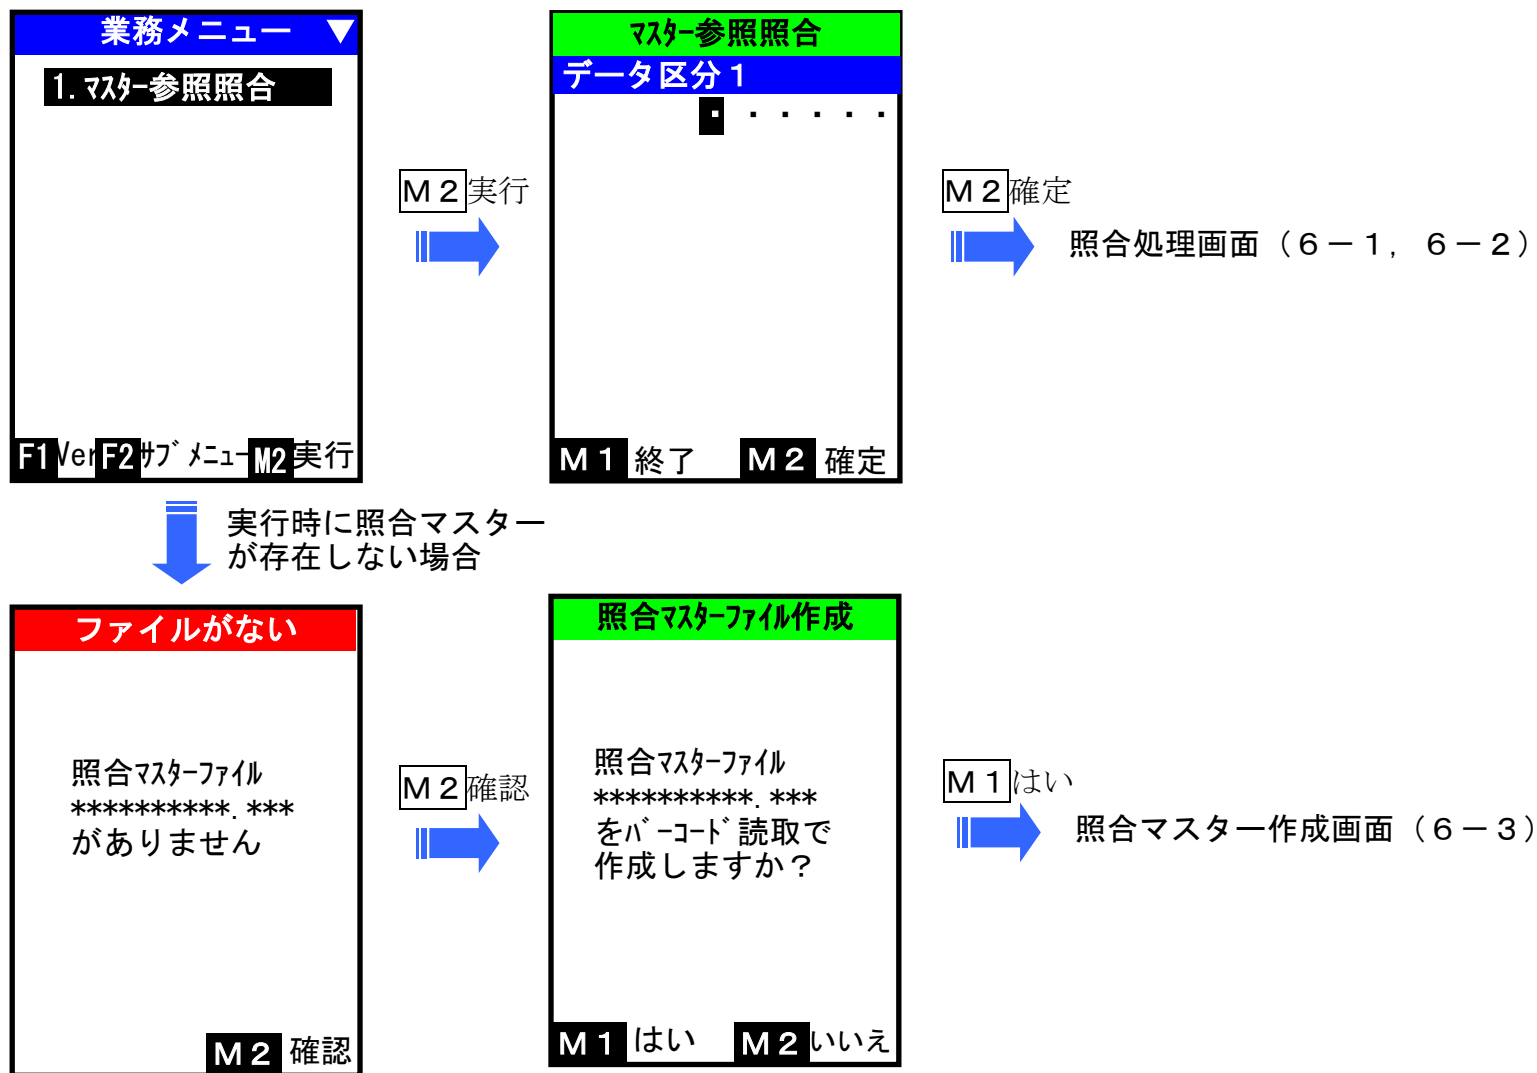 業務メニュー ▼
1. ﾏｽﾀｰ参照照合
F1 Ver F2 ｻﾌﾞﾒﾆｭｰ M2 実行
M2 実行
ﾏｽﾀｰ参照照合
データ区分1
・・・・・・
M1 終了 M2 確定
M2 確定
照合処理画面（6－1, 6－2）
実行時に照合マスター
が存在しない場合
ファイルがない
照合ﾏｽﾀｰﾌｧｲﾙ
**********.***
がありません
M2 確認
M2 確認
照合ﾏｽﾀｰﾌｧｲﾙ作成
照合ﾏｽﾀｰﾌｧｲﾙ
**********.***
をﾊﾞｰｺｰﾄﾞ読取で
作成しますか？
M1 はい M2 いいえ
M1 はい
照合マスター作成画面（6－3）